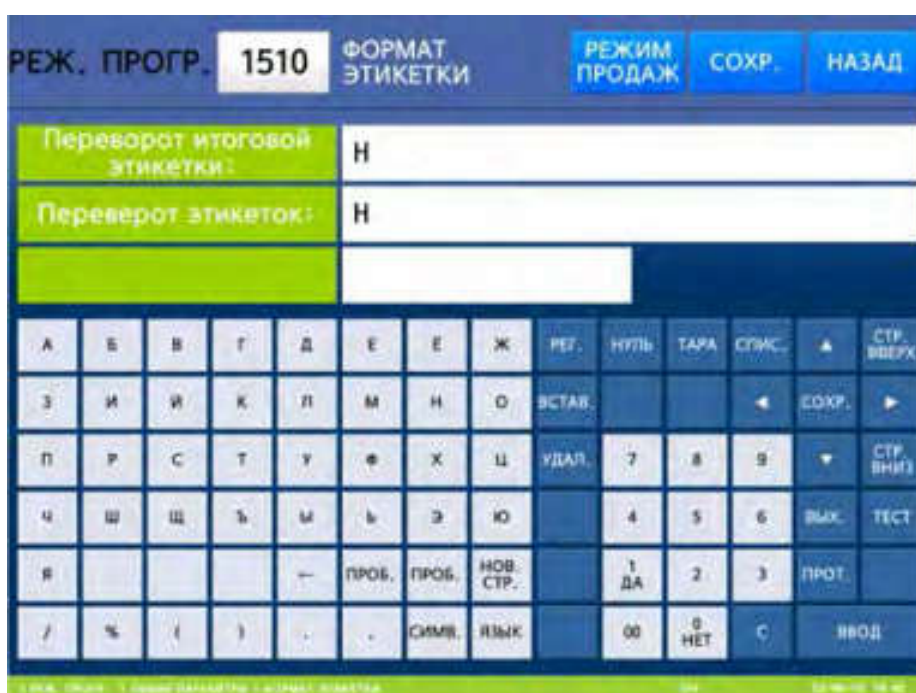 РЕЖ. ПРОГР. 1510 ФОРМАТ ЭТИКЕТКИ РЕЖИМ ПРОДАЖ СОХР. НАЗАД
Переворот итоговой этикетки: Н
Переверот этикеток: Н
А Б В Г Д Е Ё Ж РЕГ. НУЛЬ ТАРА СПИС. ▲ СТР. ВВЕРХ
З И Й К Л М Н О ВСТАВ. ◄ СОХР. ►
П Р С Т У Ф Х Ц УДАЛ. 7 8 9 ▼ СТР. ВНИЗ
Ч Ш Щ Ъ Ы Ь Э Ю 4 5 6 ВЫХ. ТЕСТ
Я ← ПРОБ. ПРОБ. НОВ. СТР. 1 ДА 2 3 ПРОТ.
/ % ( ) . . СИМВ. ЯЗЫК 00 0 НЕТ С ВВОД